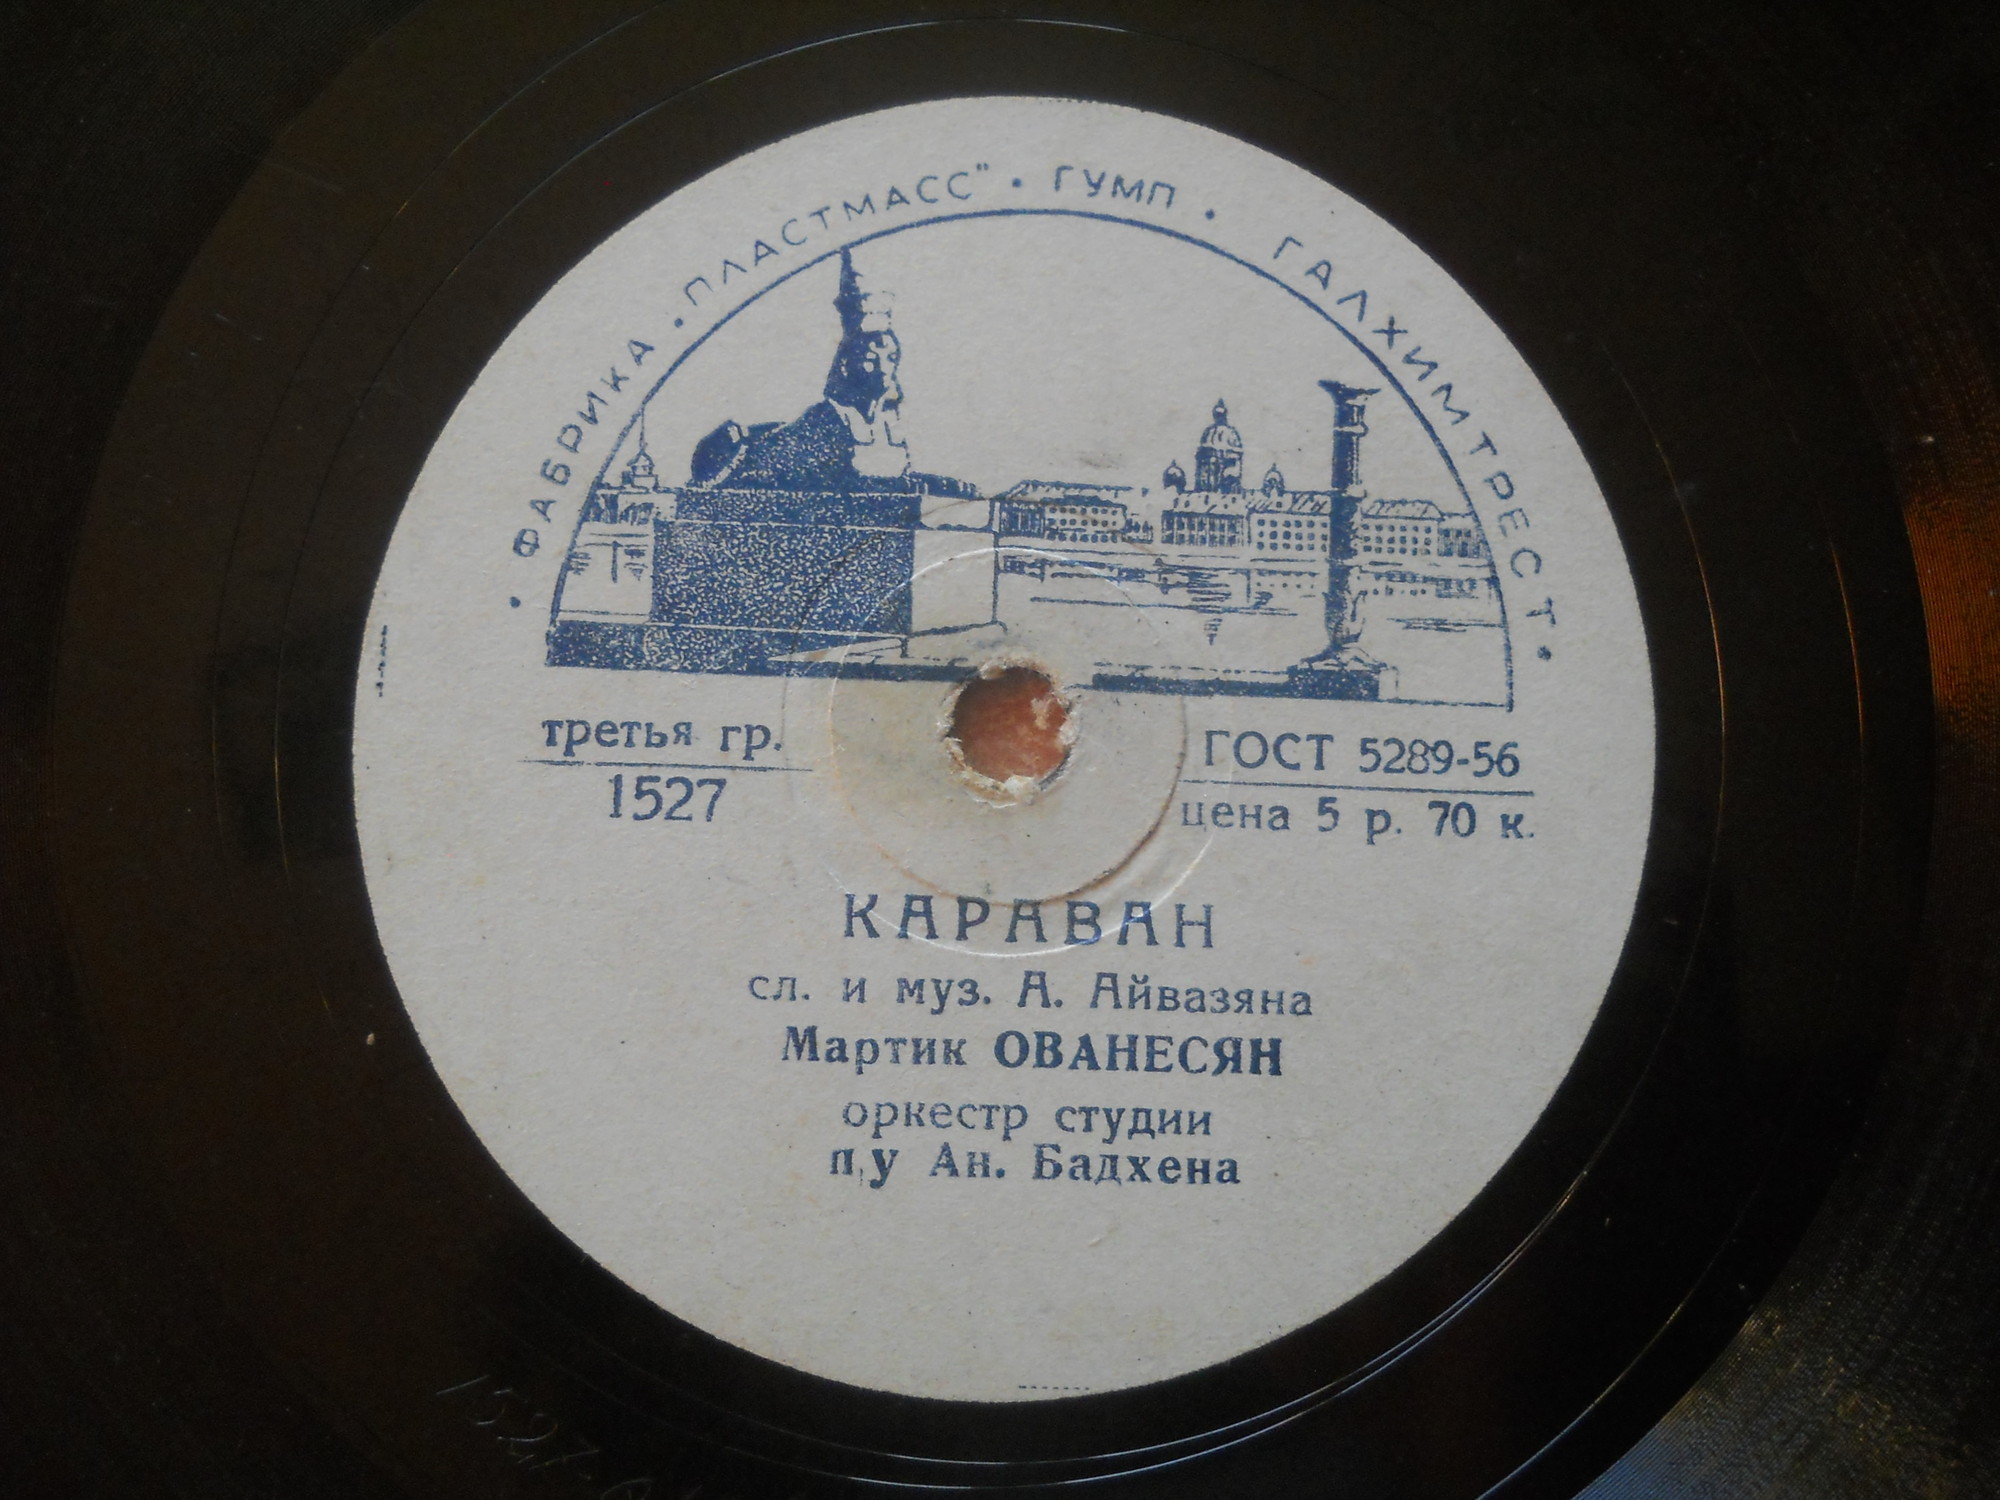 • ФАБРИКА • ПЛАСТМАСС" • ГУМП • ГАЛХИМТРЕСТ •
третья гр.
1527
ГОСТ 5289-56
цена 5 р. 70 к.
КАРАВАН
сл. и муз. А. Айвазяна
Мартик ОВАНЕСЯН
оркестр студии
п/у Ан. Бадхена
1527